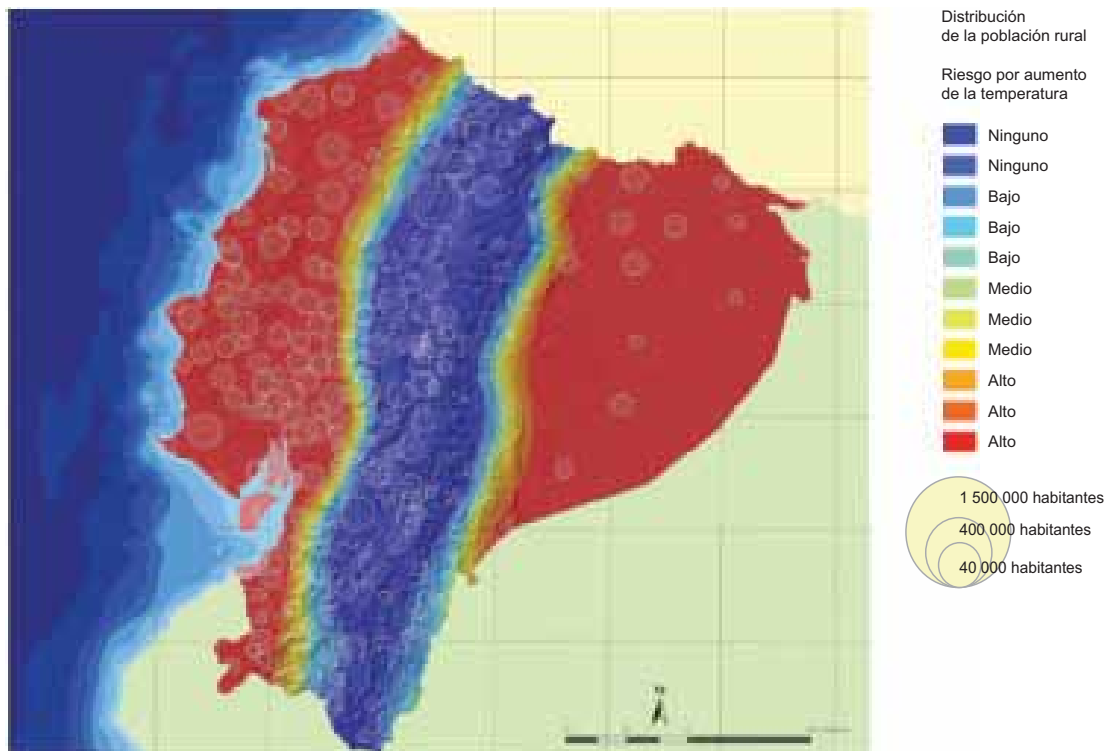 Distribución
de la población rural
Riesgo por aumento
de la temperatura
Ninguno
Ninguno
Bajo
Bajo
Bajo
Medio
Medio
Medio
Alto
Alto
Alto
1 500 000 habitantes
400 000 habitantes
40 000 habitantes